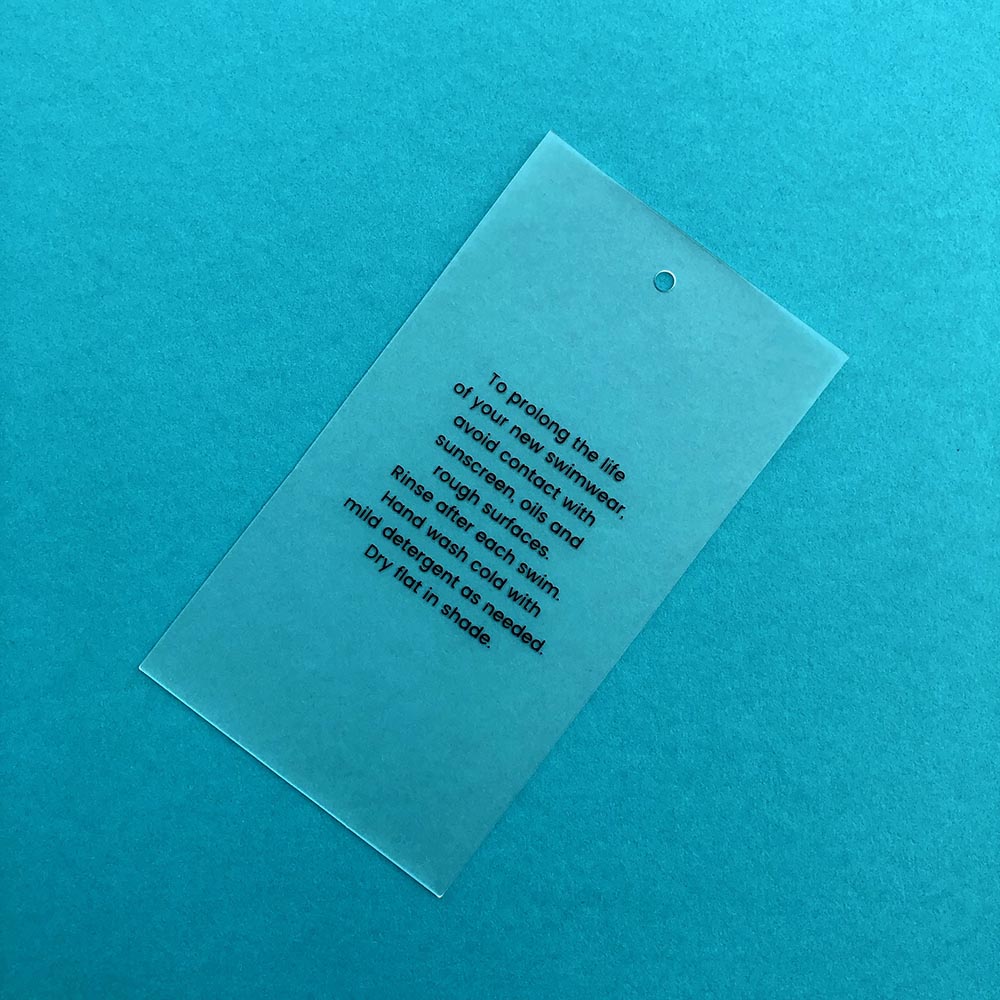 To prolong the life
of your new swimwear,
avoid contact with
sunscreen, oils and
rough surfaces.
Rinse after each swim.
Hand wash cold with
mild detergent as needed.
Dry flat in shade.